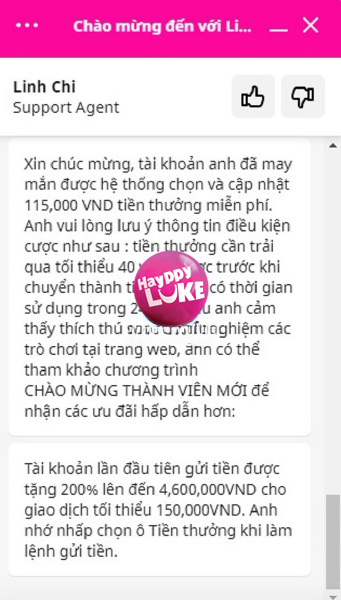 Chào mừng đến với Li...
Linh Chi
Support Agent
Xin chúc mừng, tài khoản anh đã may
mắn được hệ thống chọn và cập nhật
115,000 VND tiền thưởng miễn phí.
Anh vui lòng lưu ý thông tin điều kiện
cược như sau : tiền thưởng cần trải
qua tối thiểu 40 trước khi
chuyển thành có thời gian
sử dụng trong anh cảm
thấy thích thú nghiệm các
trò chơi tại trang web, anh có thể
tham khảo chương trình
CHÀO MỪNG THÀNH VIÊN MỚI để
nhận các ưu đãi hấp dẫn hơn:
HayDDy
LUKE
Tài khoản lần đầu tiên gửi tiền được
tặng 200% lên đến 4,600,000VND cho
giao dịch tối thiểu 150,000VND. Anh
nhớ nhấp chọn ô Tiền thưởng khi làm
lệnh gửi tiền.